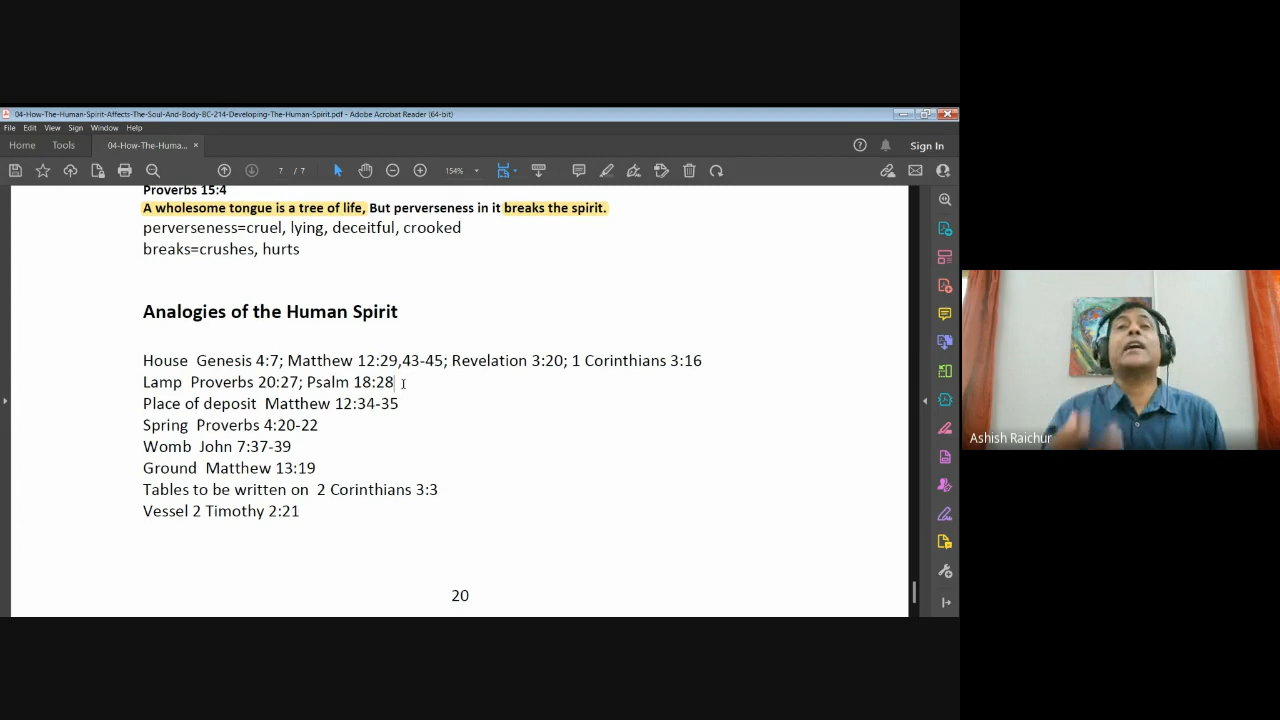 04-How-The-Human-Spirit-Affects-The-Soul-And-Body-BC-214-Developing-The-Human-Spirit.pdf - Adobe Acrobat Reader (64-bit)
File Edit View Sign Window Help
Home Tools 04-How-The-Huma... × Sign In
7 / 7 154%
Proverbs 15:4
A wholesome tongue is a tree of life, But perverseness in it breaks the spirit.
perverseness=cruel, lying, deceitful, crooked
breaks=crushes, hurts
Analogies of the Human Spirit
House Genesis 4:7; Matthew 12:29,43-45; Revelation 3:20; 1 Corinthians 3:16
Lamp Proverbs 20:27; Psalm 18:28
Place of deposit Matthew 12:34-35
Spring Proverbs 4:20-22
Womb John 7:37-39
Ground Matthew 13:19
Tables to be written on 2 Corinthians 3:3
Vessel 2 Timothy 2:21
20
Ashish Raichur